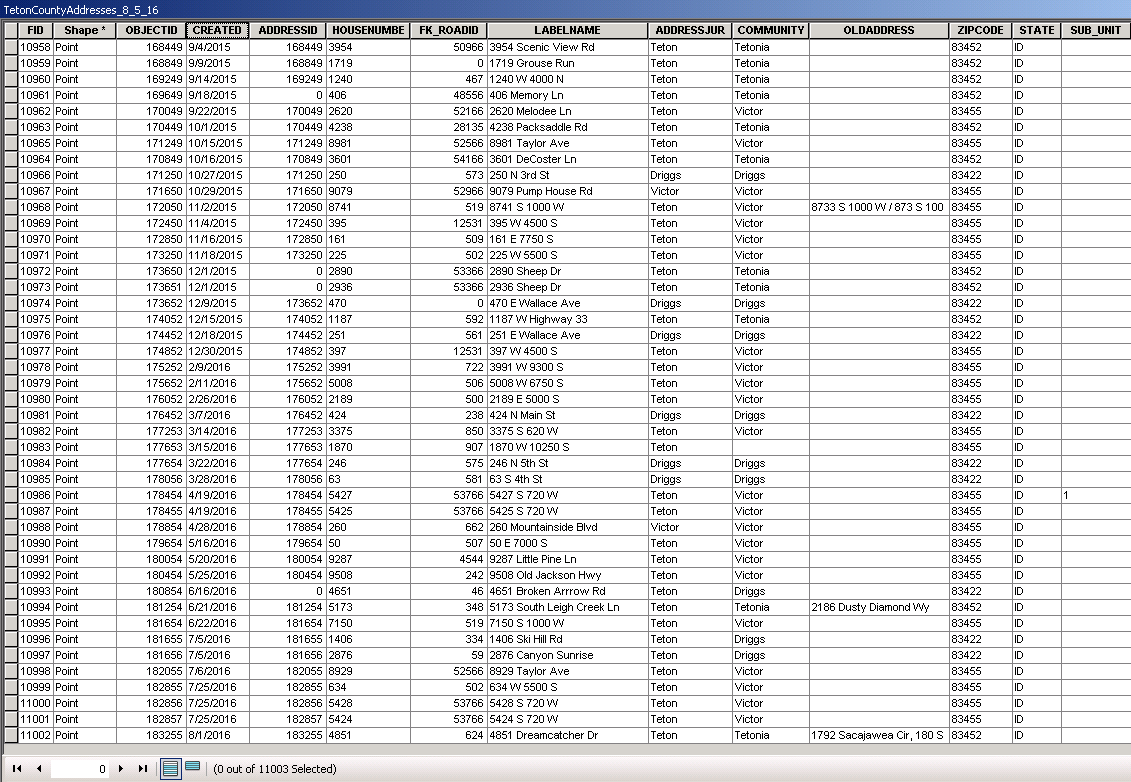 TetonCountyAddresses_8_5_16
FID Shape * OBJECTID CREATED ADDRESSID HOUSENUMBE FK_ROADID LABELNAME ADDRESSJUR COMMUNITY OLDADDRESS ZIPCODE STATE SUB_UNIT
10958 Point 168449 9/4/2015 168449 3954 50966 3954 Scenic View Rd Teton Tetonia 83452 ID
10959 Point 168849 9/9/2015 168849 1719 0 1719 Grouse Run Teton Tetonia 83452 ID
10960 Point 169249 9/14/2015 169249 1240 467 1240 W 4000 N Teton Tetonia 83452 ID
10961 Point 169649 9/18/2015 0 406 48556 406 Memory Ln Teton Tetonia 83452 ID
10962 Point 170049 9/22/2015 170049 2620 52166 2620 Melodee Ln Teton Victor 83455 ID
10963 Point 170449 10/1/2015 170449 4238 28135 4238 Packsaddle Rd Teton Tetonia 83452 ID
10965 Point 171249 10/15/2015 171249 8981 52566 8981 Taylor Ave Teton Victor 83455 ID
10964 Point 170849 10/16/2015 170849 3601 54166 3601 DeCoster Ln Teton Tetonia 83452 ID
10966 Point 171250 10/27/2015 171250 250 573 250 N 3rd St Driggs Driggs 83422 ID
10967 Point 171650 10/29/2015 171650 9079 52966 9079 Pump House Rd Victor Victor 83455 ID
10968 Point 172050 11/2/2015 172050 8741 519 8741 S 1000 W Teton Victor 8733 S 1000 W / 873 S 100 83455 ID
10969 Point 172450 11/4/2015 172450 395 12531 395 W 4500 S Teton Victor 83455 ID
10970 Point 172850 11/16/2015 172850 161 509 161 E 7750 S Teton Victor 83455 ID
10971 Point 173250 11/18/2015 173250 225 502 225 W 5500 S Teton Victor 83455 ID
10972 Point 173650 12/1/2015 0 2890 53366 2890 Sheep Dr Teton Tetonia 83452 ID
10973 Point 173651 12/1/2015 0 2936 53366 2936 Sheep Dr Teton Tetonia 83452 ID
10974 Point 173652 12/9/2015 173652 470 0 470 E Wallace Ave Driggs Driggs 83422 ID
10975 Point 174052 12/15/2015 174052 1187 592 1187 W Highway 33 Teton Tetonia 83452 ID
10976 Point 174452 12/18/2015 174452 251 561 251 E Wallace Ave Driggs Driggs 83422 ID
10977 Point 174852 12/30/2015 174852 397 12531 397 W 4500 S Teton Victor 83455 ID
10978 Point 175252 2/9/2016 175252 3991 722 3991 W 9300 S Teton Victor 83455 ID
10979 Point 175652 2/11/2016 175652 5008 506 5008 W 6750 S Teton Victor 83455 ID
10980 Point 176052 2/26/2016 176052 2189 500 2189 E 5000 S Teton Victor 83455 ID
10981 Point 176452 3/7/2016 176452 424 238 424 N Main St Driggs Driggs 83422 ID
10982 Point 177253 3/14/2016 177253 3375 850 3375 S 620 W Teton Victor 83455 ID
10983 Point 177653 3/15/2016 177653 1870 907 1870 W 10250 S Teton 83455 ID
10984 Point 177654 3/22/2016 177654 246 575 246 N 5th St Driggs Driggs 83422 ID
10985 Point 178056 3/28/2016 178056 63 581 63 S 4th St Driggs Driggs 83422 ID
10986 Point 178454 4/19/2016 178454 5427 53766 5427 S 720 W Teton Victor 83455 ID 1
10987 Point 178455 4/19/2016 178455 5425 53766 5425 S 720 W Teton Victor 83455 ID
10988 Point 178854 4/28/2016 178854 260 662 260 Mountainside Blvd Victor Victor 83455 ID
10990 Point 179654 5/16/2016 179654 50 507 50 E 7000 S Teton Victor 83455 ID
10991 Point 180054 5/20/2016 180054 9287 4544 9287 Little Pine Ln Teton Victor 83455 ID
10992 Point 180454 5/25/2016 180454 9508 242 9508 Old Jackson Hwy Teton Victor 83455 ID
10993 Point 180854 6/16/2016 0 4651 46 4651 Broken Arrrow Rd Teton Driggs 83422 ID
10994 Point 181254 6/21/2016 181254 5173 348 5173 South Leigh Creek Ln Teton Tetonia 2186 Dusty Diamond Wy 83452 ID
10995 Point 181654 6/22/2016 181654 7150 519 7150 S 1000 W Teton Victor 83455 ID
10996 Point 181655 7/5/2016 181655 1406 334 1406 Ski Hill Rd Teton Driggs 83422 ID
10997 Point 181656 7/5/2016 181656 2876 59 2876 Canyon Sunrise Teton Driggs 83422 ID
10998 Point 182055 7/6/2016 182055 8929 52566 8929 Taylor Ave Teton Victor 83455 ID
10999 Point 182855 7/25/2016 182855 634 502 634 W 5500 S Teton Victor 83455 ID
11000 Point 182856 7/25/2016 182856 5428 53766 5428 S 720 W Teton Victor 83455 ID
11001 Point 182857 7/25/2016 182857 5424 53766 5424 S 720 W Teton Victor 83455 ID
11002 Point 183255 8/1/2016 183255 4851 624 4851 Dreamcatcher Dr Teton Tetonia 1792 Sacajawea Cir, 180 S 83452 ID
0 (0 out of 11003 Selected)